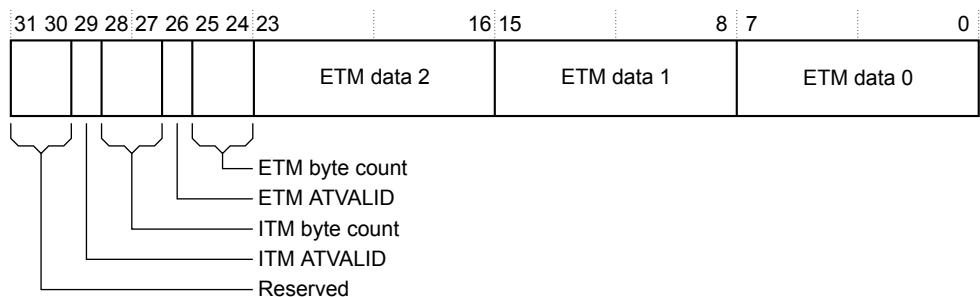 31 30 29 28 27 26 25 24 23 16 15 8 7 0
ETM data 2 ETM data 1 ETM data 0
ETM byte count
ETM ATVALID
ITM byte count
ITM ATVALID
Reserved